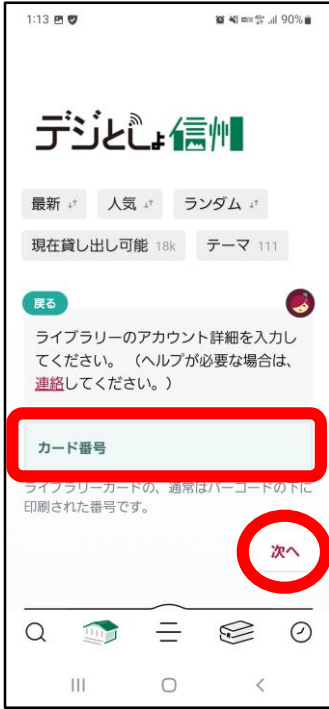 1:13 90%
デジとしょ信州
最新 人気 ランダム
現在貸し出し可能 18k テーマ 111
戻る
ライブラリーのアカウント詳細を入力し
てください。（ヘルプが必要な場合は、
連絡してください。）
カード番号
ライブラリーカードの、通常はバーコードの下に
印刷された番号です。
次へ